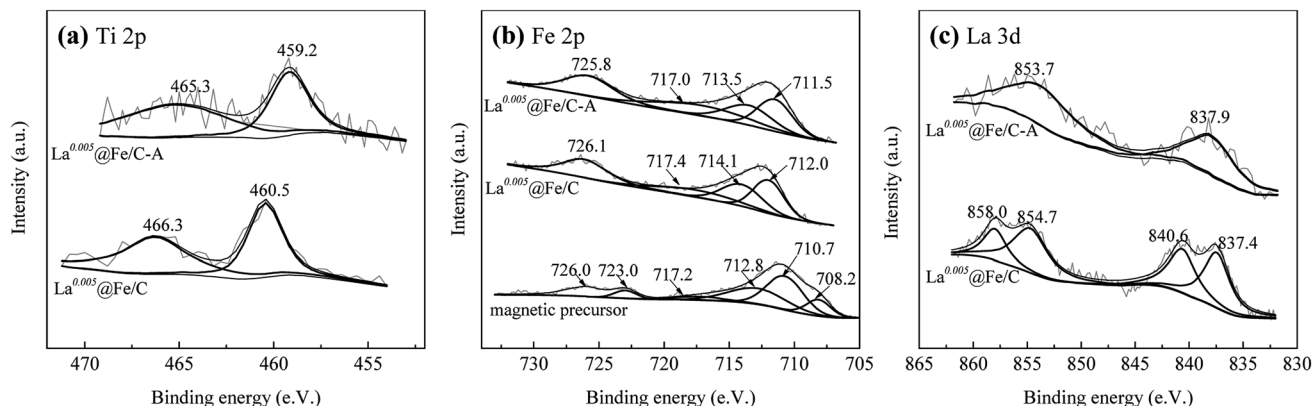 (a) Ti 2p
459.2
465.3
La0.005@Fe/C-A
460.5
466.3
La0.005@Fe/C
470 465 460 455
Binding energy (e.V.)
Intensity (a.u.)
(b) Fe 2p
725.8 717.0 713.5 711.5
La0.005@Fe/C-A
726.1 717.4 714.1 712.0
La0.005@Fe/C
726.0 723.0 717.2 712.8 710.7 708.2
magnetic precursor
730 725 720 715 710 705
Binding energy (e.V.)
Intensity (a.u.)
(c) La 3d
853.7
837.9
La0.005@Fe/C-A
858.0 854.7 840.6 837.4
La0.005@Fe/C
865 860 855 850 845 840 835 830
Binding energy (e.V.)
Intensity (a.u.)